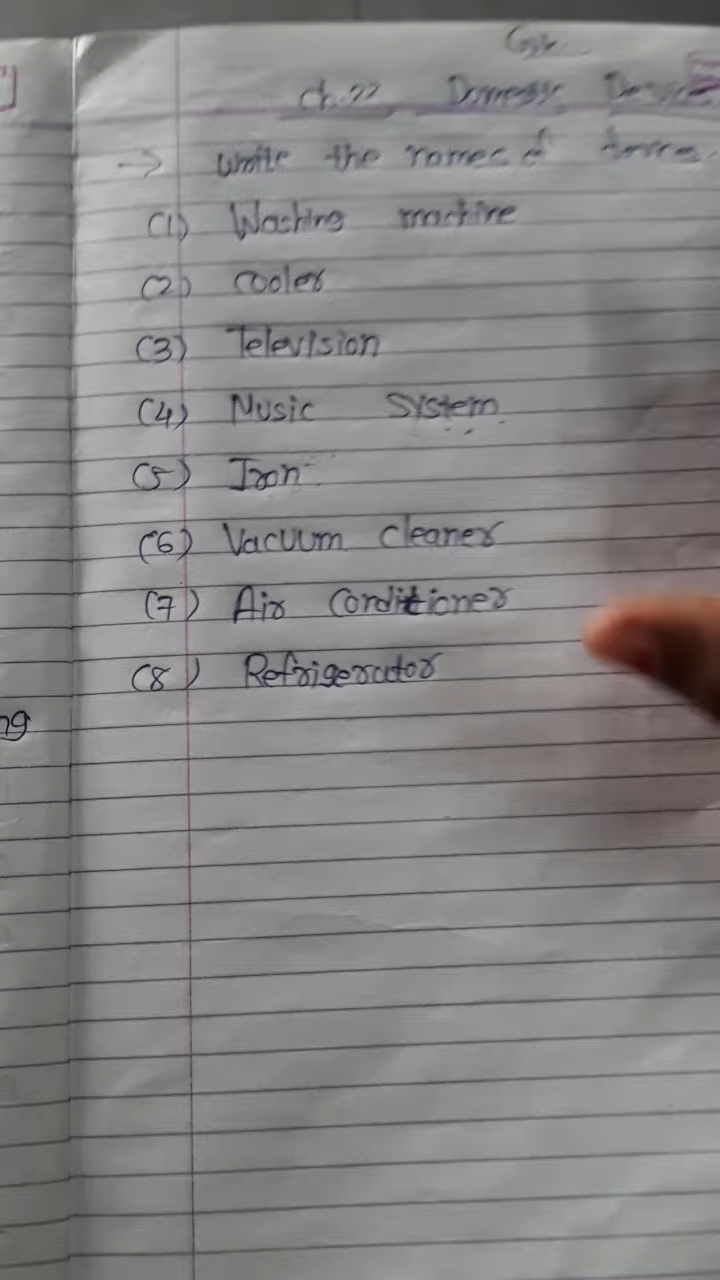 Ch.22 Domestic
→ Write the names of
(1) Washing machine
(2) Cooler
(3) Television
(4) Music System
(5) Iron
(6) Vacuum Cleaner
(7) Air Conditioner
(8) Refrigerator
ng